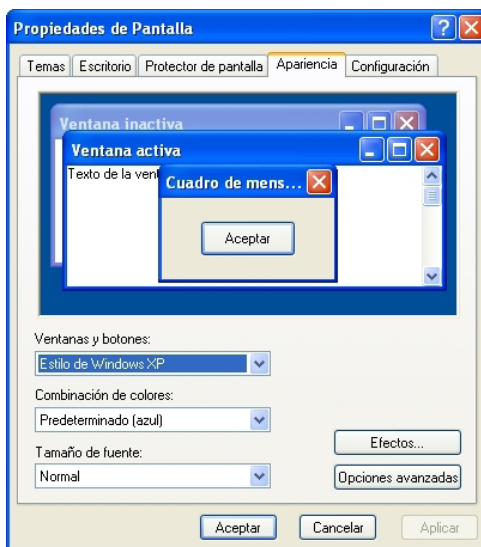 Propiedades de Pantalla
Temas Escritorio Protector de pantalla Apariencia Configuración
Ventana inactiva
Ventana activa
Texto de la vent
Cuadro de mens...
Aceptar
Ventanas y botones:
Estilo de Windows XP
Combinación de colores:
Predeterminado (azul)
Efectos...
Tamaño de fuente:
Normal
Opciones avanzadas
Aceptar Cancelar Aplicar